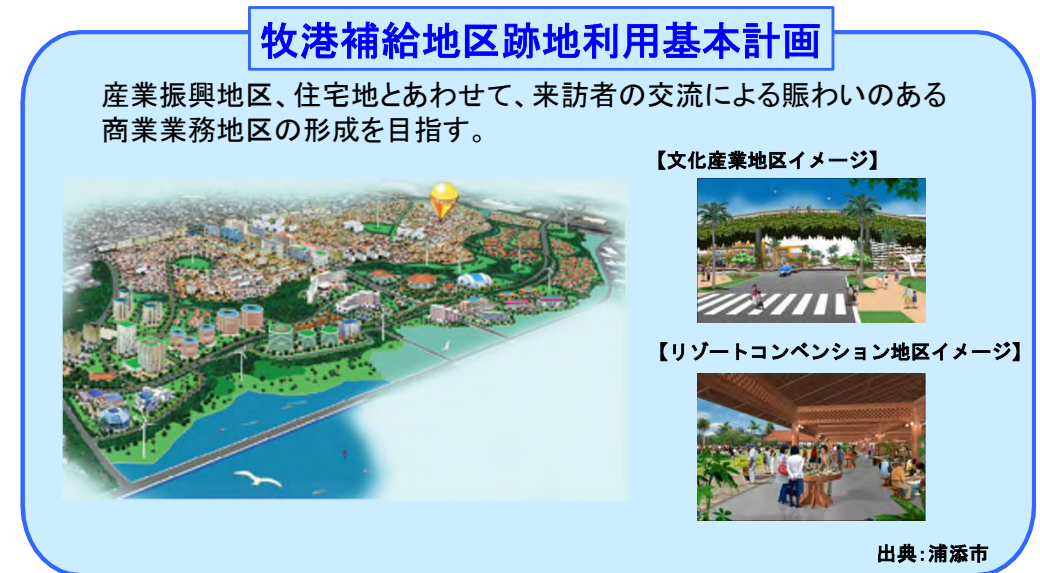 牧港補給地区跡地利用基本計画
産業振興地区、住宅地とあわせて、来訪者の交流による賑わいのある
商業業務地区の形成を目指す。
【文化産業地区イメージ】
【リゾートコンベンション地区イメージ】
出典：浦添市